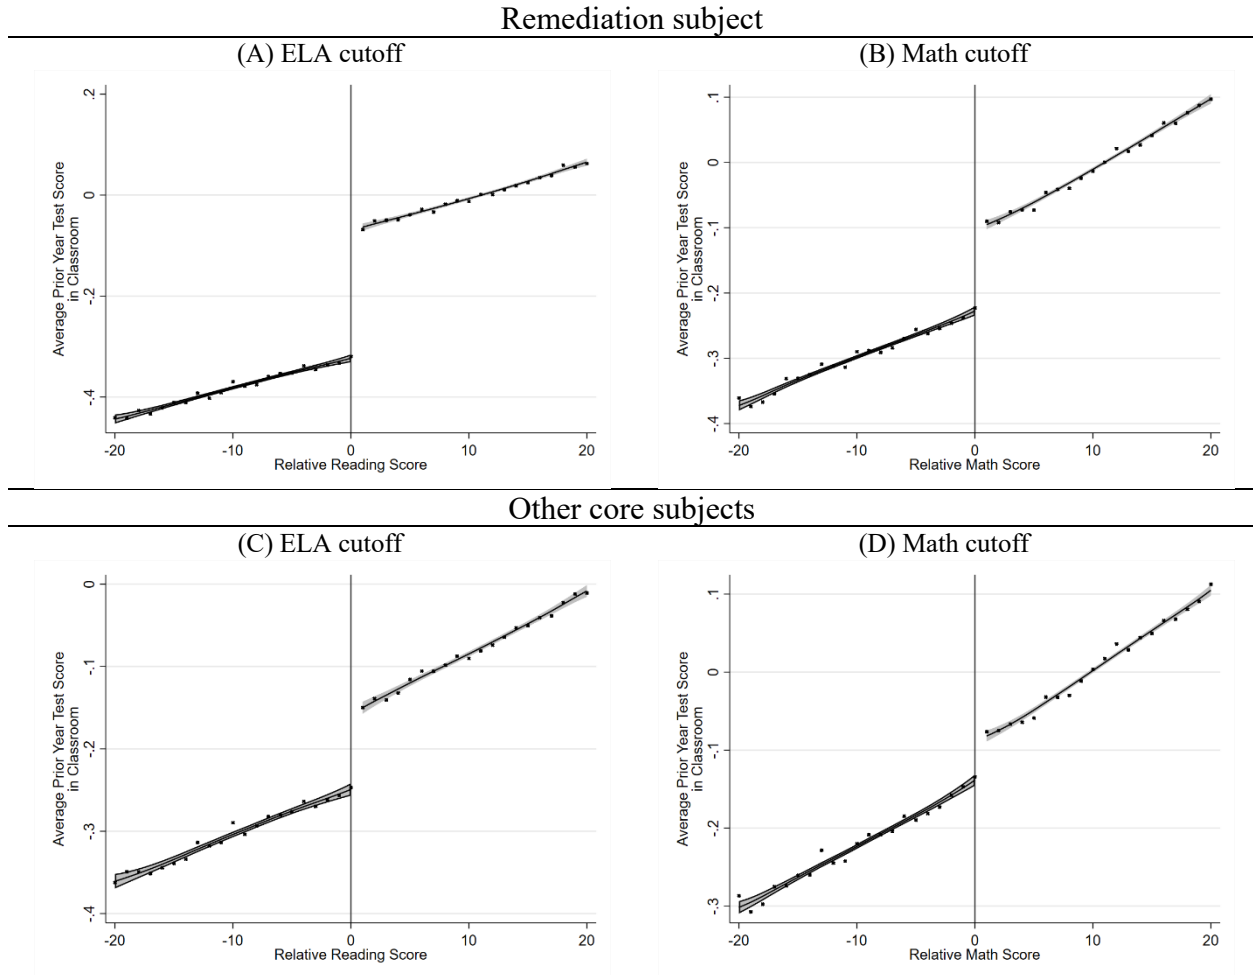 Remediation subject
(A) ELA cutoff
(B) Math cutoff
Average Prior Year Test Score
in Classroom
.2
0
-.2
-.4
-20
-10
0
10
20
Relative Reading Score
Average Prior Year Test Score
in Classroom
.1
0
-.1
-.2
-.3
-.4
-20
-10
0
10
20
Relative Math Score
Other core subjects
(C) ELA cutoff
(D) Math cutoff
Average Prior Year Test Score
in Classroom
0
-.1
-.2
-.3
-.4
-20
-10
0
10
20
Relative Reading Score
Average Prior Year Test Score
in Classroom
.1
0
-.1
-.2
-.3
-20
-10
0
10
20
Relative Math Score